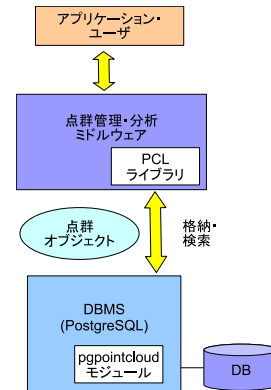 アプリケーション・
ユーザ
点群管理・分析
ミドルウェア
PCL
ライブラリ
点群
オブジェクト
格納・
検索
DBMS
(PostgreSQL)
pgpointcloud
モジュール
DB